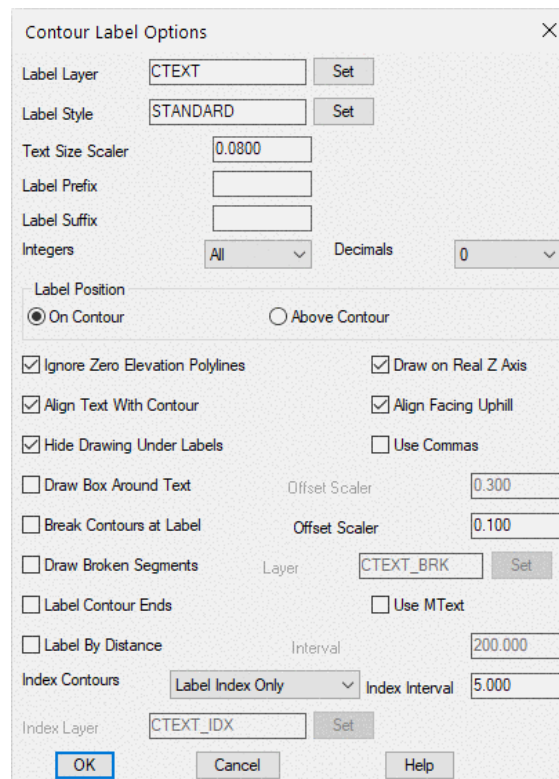 Contour Label Options
Label Layer CTEXT Set
Label Style STANDARD Set
Text Size Scaler 0.0800
Label Prefix
Label Suffix
Integers All Decimals 0
Label Position
On Contour Above Contour
Ignore Zero Elevation Polylines Draw on Real Z Axis
Align Text With Contour Align Facing Uphill
Hide Drawing Under Labels Use Commas
Draw Box Around Text Offset Scaler 0.300
Break Contours at Label Offset Scaler 0.100
Draw Broken Segments Layer CTEXT_BRK Set
Label Contour Ends Use MText
Label By Distance Interval 200.000
Index Contours Label Index Only Index Interval 5.000
Index Layer CTEXT_IDX Set
OK Cancel Help